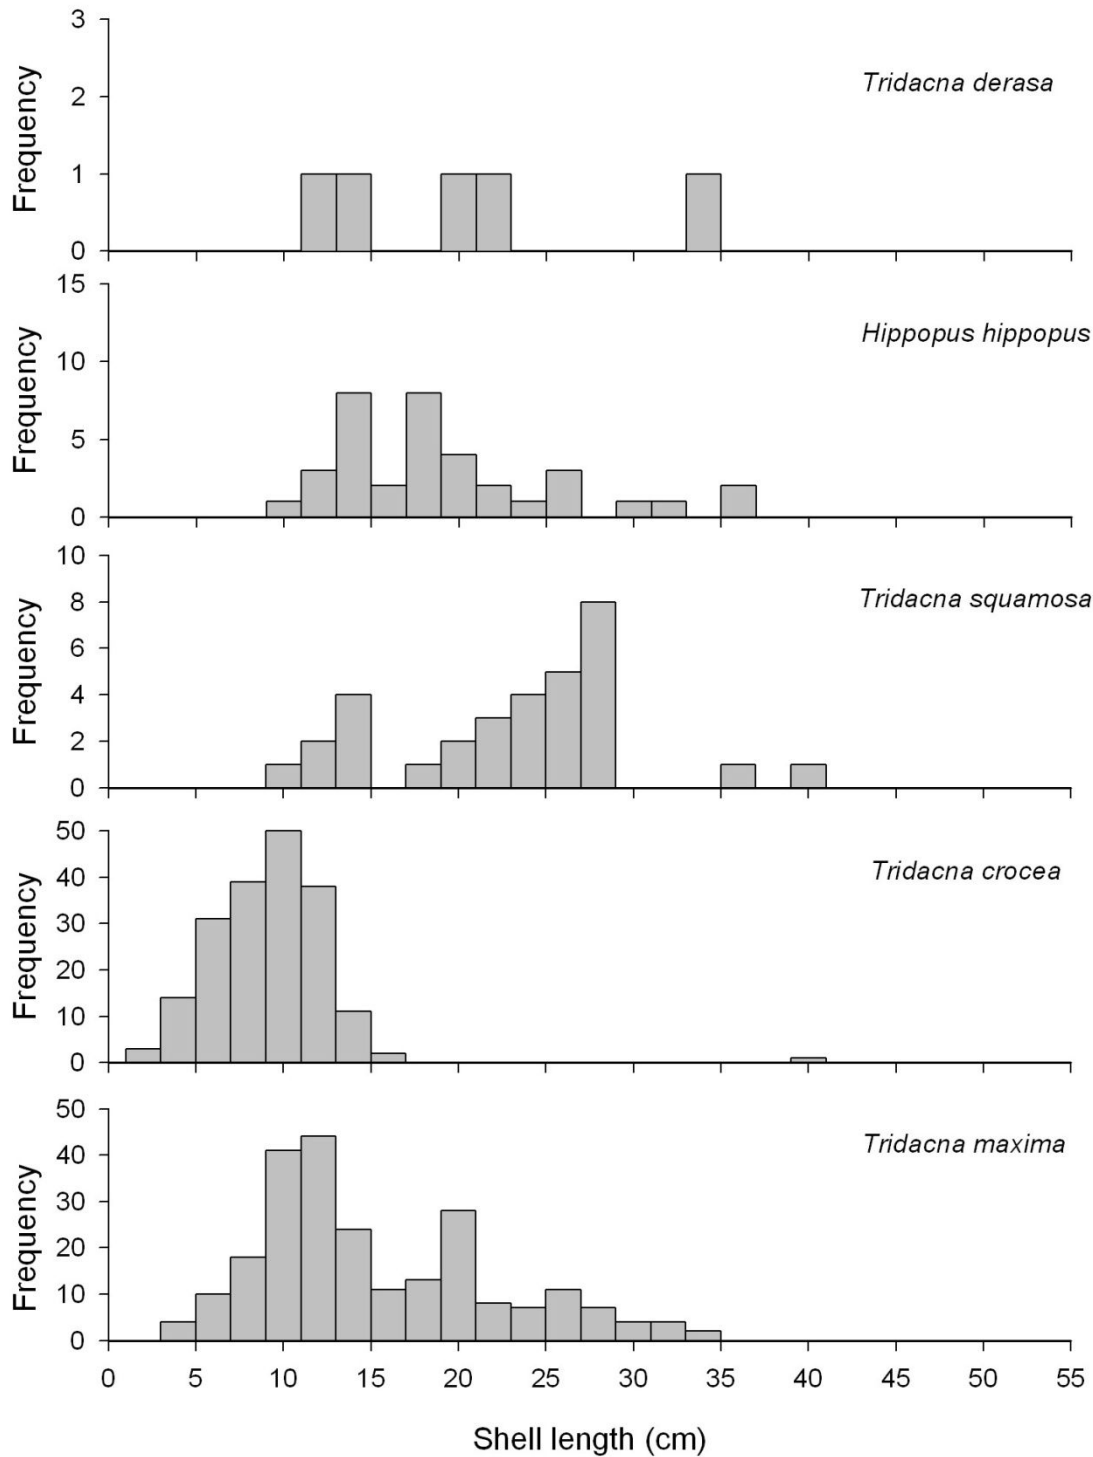 3
2
1
0
Frequency
Tridacna derasa
15
10
5
0
Frequency
Hippopus hippopus
10
8
6
4
2
0
Frequency
Tridacna squamosa
50
40
30
20
10
0
Frequency
Tridacna crocea
50
40
30
20
10
0
Frequency
Tridacna maxima
0 5 10 15 20 25 30 35 40 45 50 55
Shell length (cm)